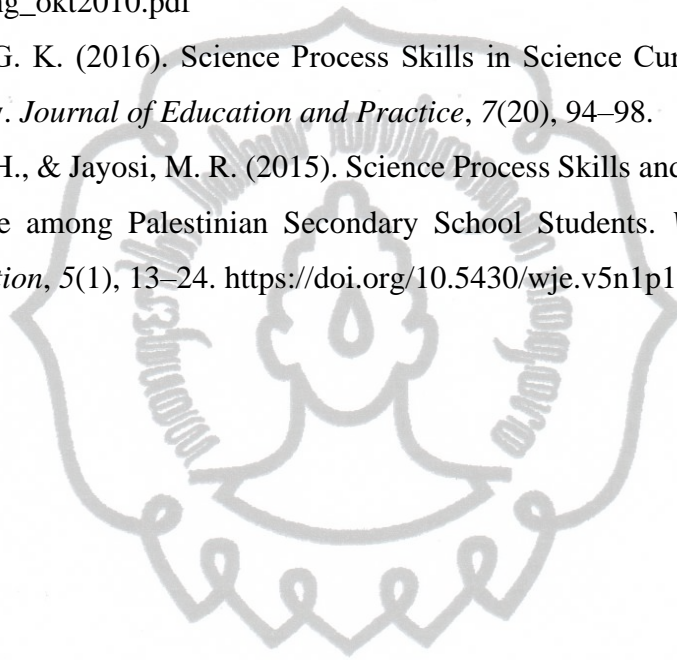 ng_okt2010.pdf
G. K. (2016). Science Process Skills in Science Cur
. Journal of Education and Practice, 7(20), 94–98.
H., & Jayosi, M. R. (2015). Science Process Skills and
e among Palestinian Secondary School Students.
tion, 5(1), 13–24. https://doi.org/10.5430/wje.v5n1p1